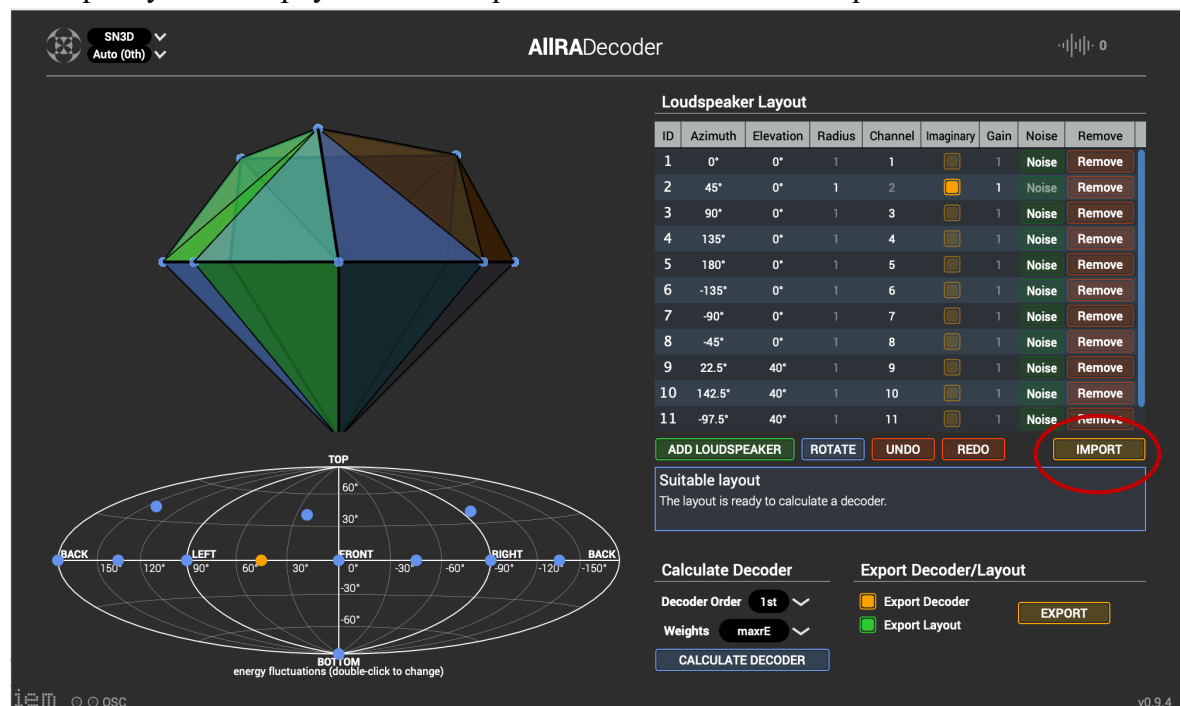 SN3D
Auto (0th)
AllRADecoder
0
Loudspeaker Layout
ID Azimuth Elevation Radius Channel Imaginary Gain Noise Remove
1 0° 0° 1 1 1 Noise Remove
2 45° 0° 1 2 1 Noise Remove
3 90° 0° 1 3 1 Noise Remove
4 135° 0° 1 4 1 Noise Remove
5 180° 0° 1 5 1 Noise Remove
6 -135° 0° 1 6 1 Noise Remove
7 -90° 0° 1 7 1 Noise Remove
8 -45° 0° 1 8 1 Noise Remove
9 22.5° 40° 1 9 1 Noise Remove
10 142.5° 40° 1 10 1 Noise Remove
11 -97.5° 40° 1 11 1 Noise Remove
ADD LOUDSPEAKER ROTATE UNDO REDO IMPORT
Suitable layout
The layout is ready to calculate a decoder.
TOP
60°
30°
BACK LEFT FRONT RIGHT BACK
150° 120° 90° 60° 30° 0° -30° -60° -90° -120° -150°
-30°
-60°
BOTTOM
energy fluctuations (double-click to change)
Calculate Decoder
Decoder Order 1st
Weights maxrE
CALCULATE DECODER
Export Decoder/Layout
Export Decoder
Export Layout
EXPORT
iem OSC
v0.9.4